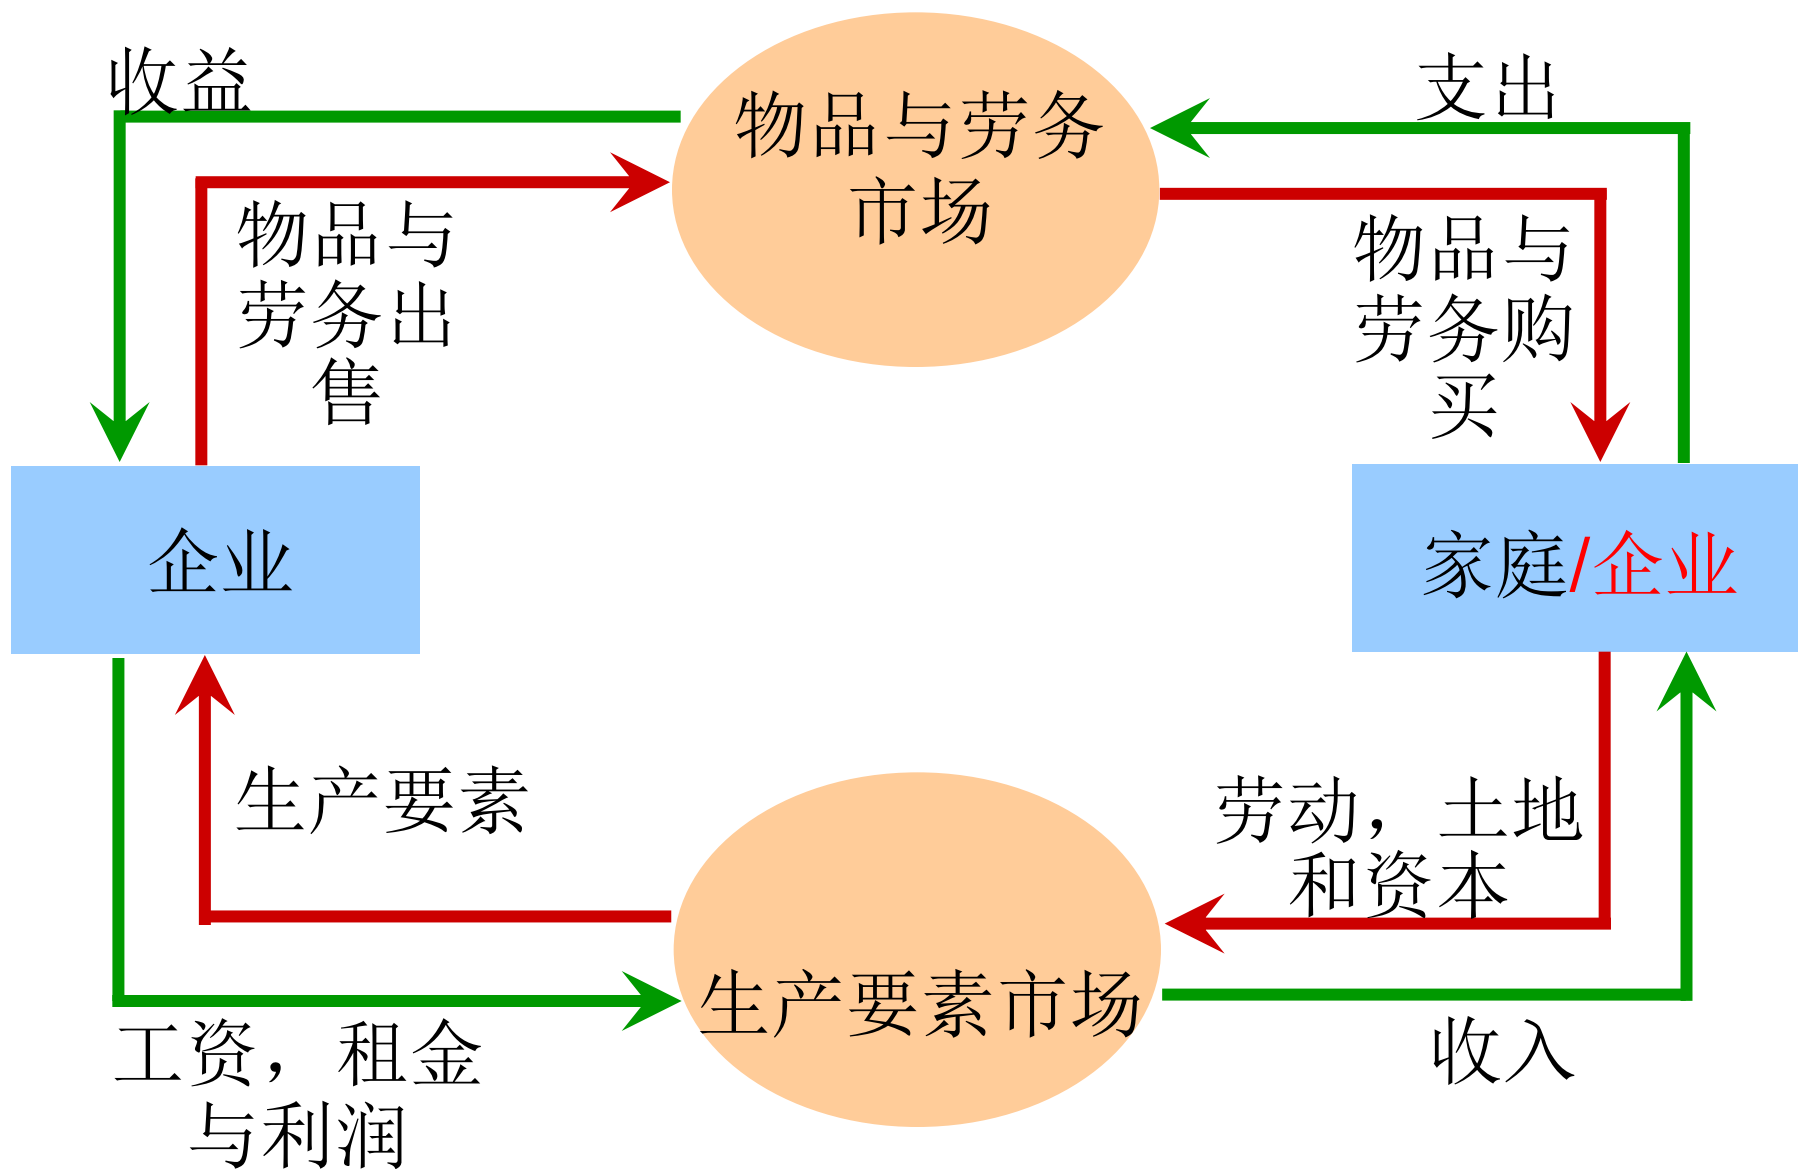 收益
支出
物品与劳务
市场
物品与
劳务出
售
物品与
劳务购
买
企业
家庭/企业
生产要素
劳动，土地
和资本
生产要素市场
工资，租金
与利润
收入